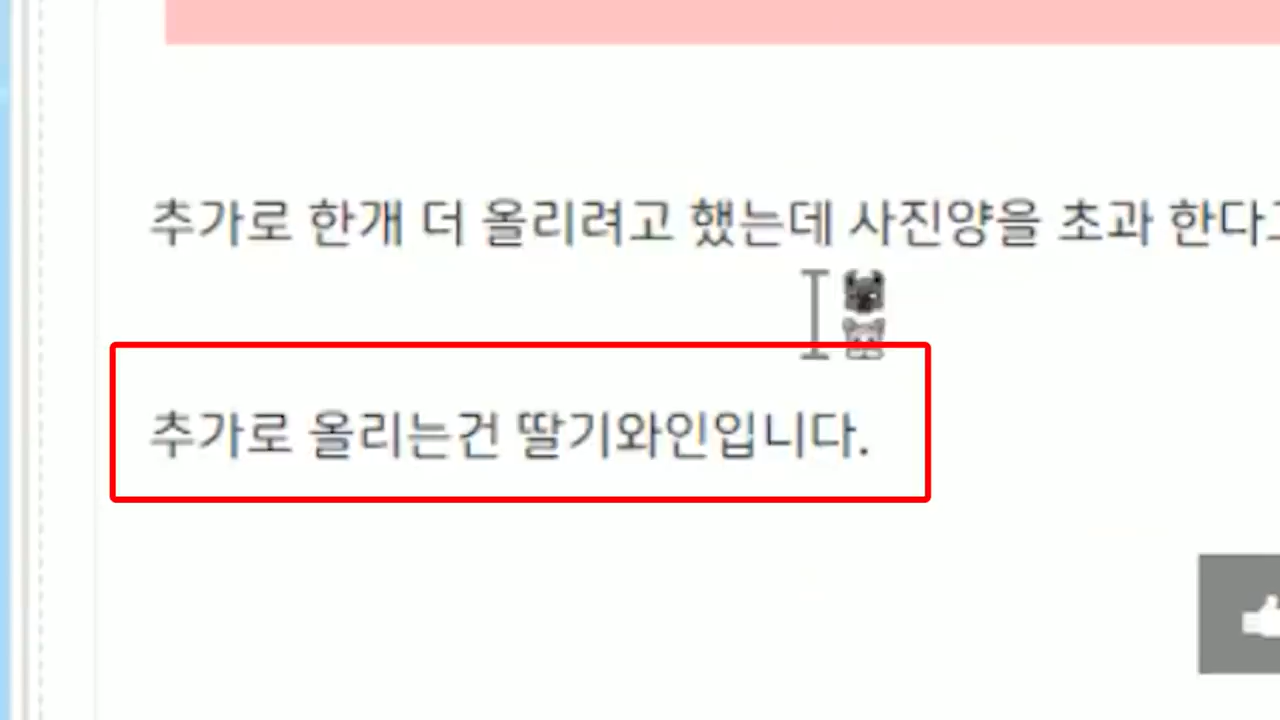 추가로 한개 더 올리려고 했는데 사진양을 초과 한다고
추가로 올리는건 딸기와인입니다.